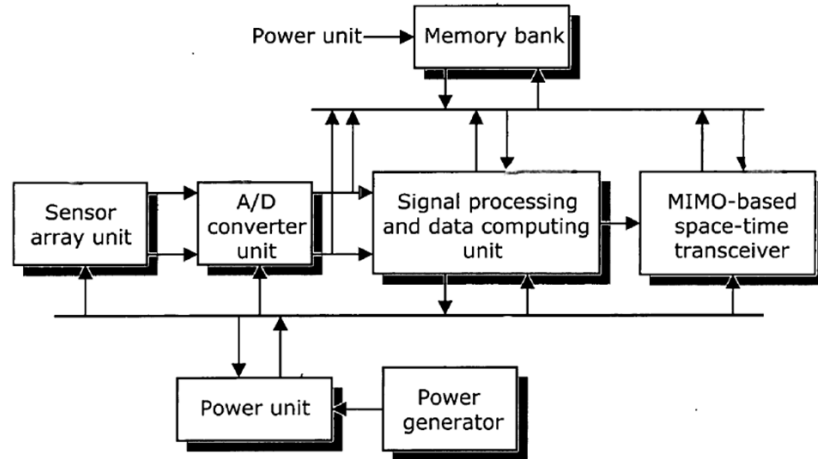 Power unit
Memory bank
Sensor
array unit
A/D
converter
unit
Signal processing
and data computing
unit
MIMO-based
space-time
transceiver
Power unit
Power
generator